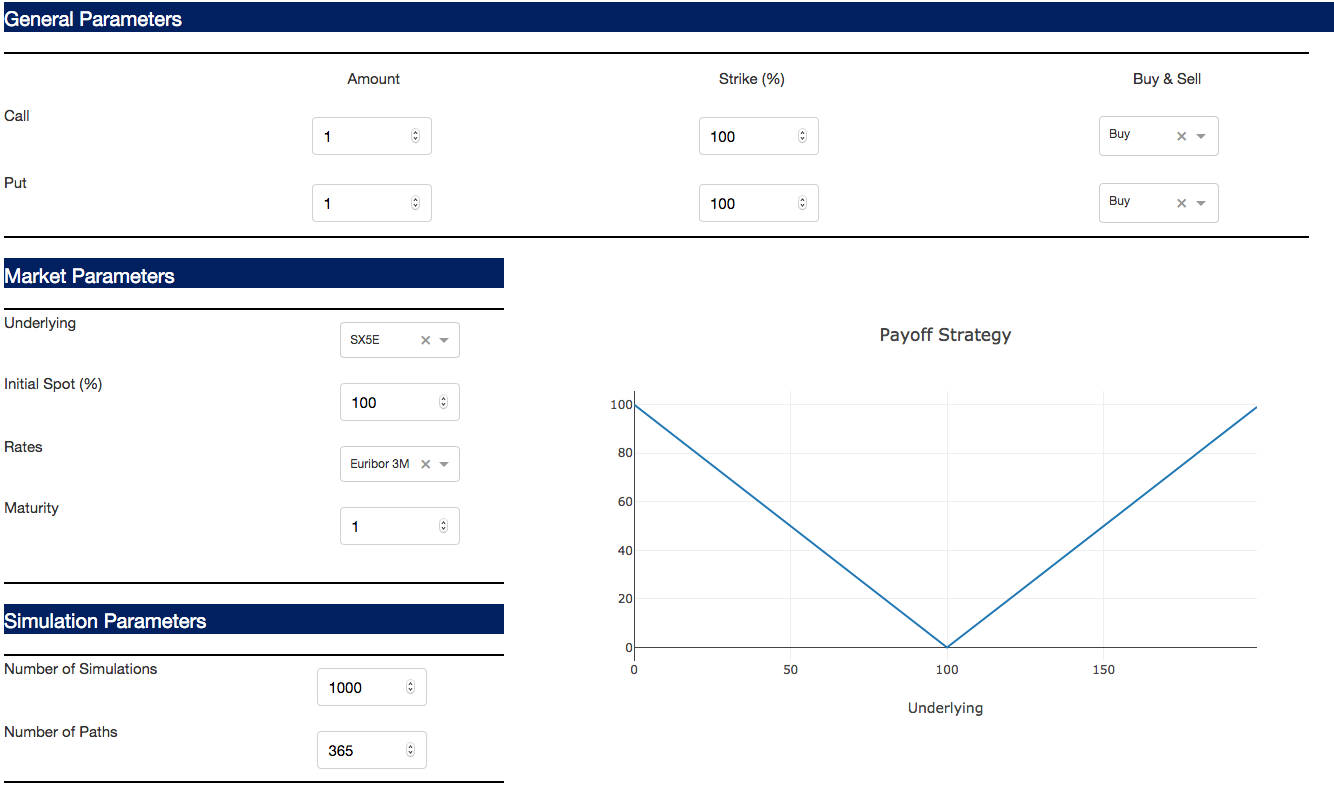 General Parameters
Amount Strike (%) Buy & Sell
Call
1 100 Buy
Put
1 100 Buy
Market Parameters
Underlying
SX5E
Initial Spot (%)
100
Rates
Euribor 3M
Maturity
1
Simulation Parameters
Number of Simulations
1000
Number of Paths
365
Payoff Strategy
100
80
60
40
20
0
0 50 100 150
Underlying